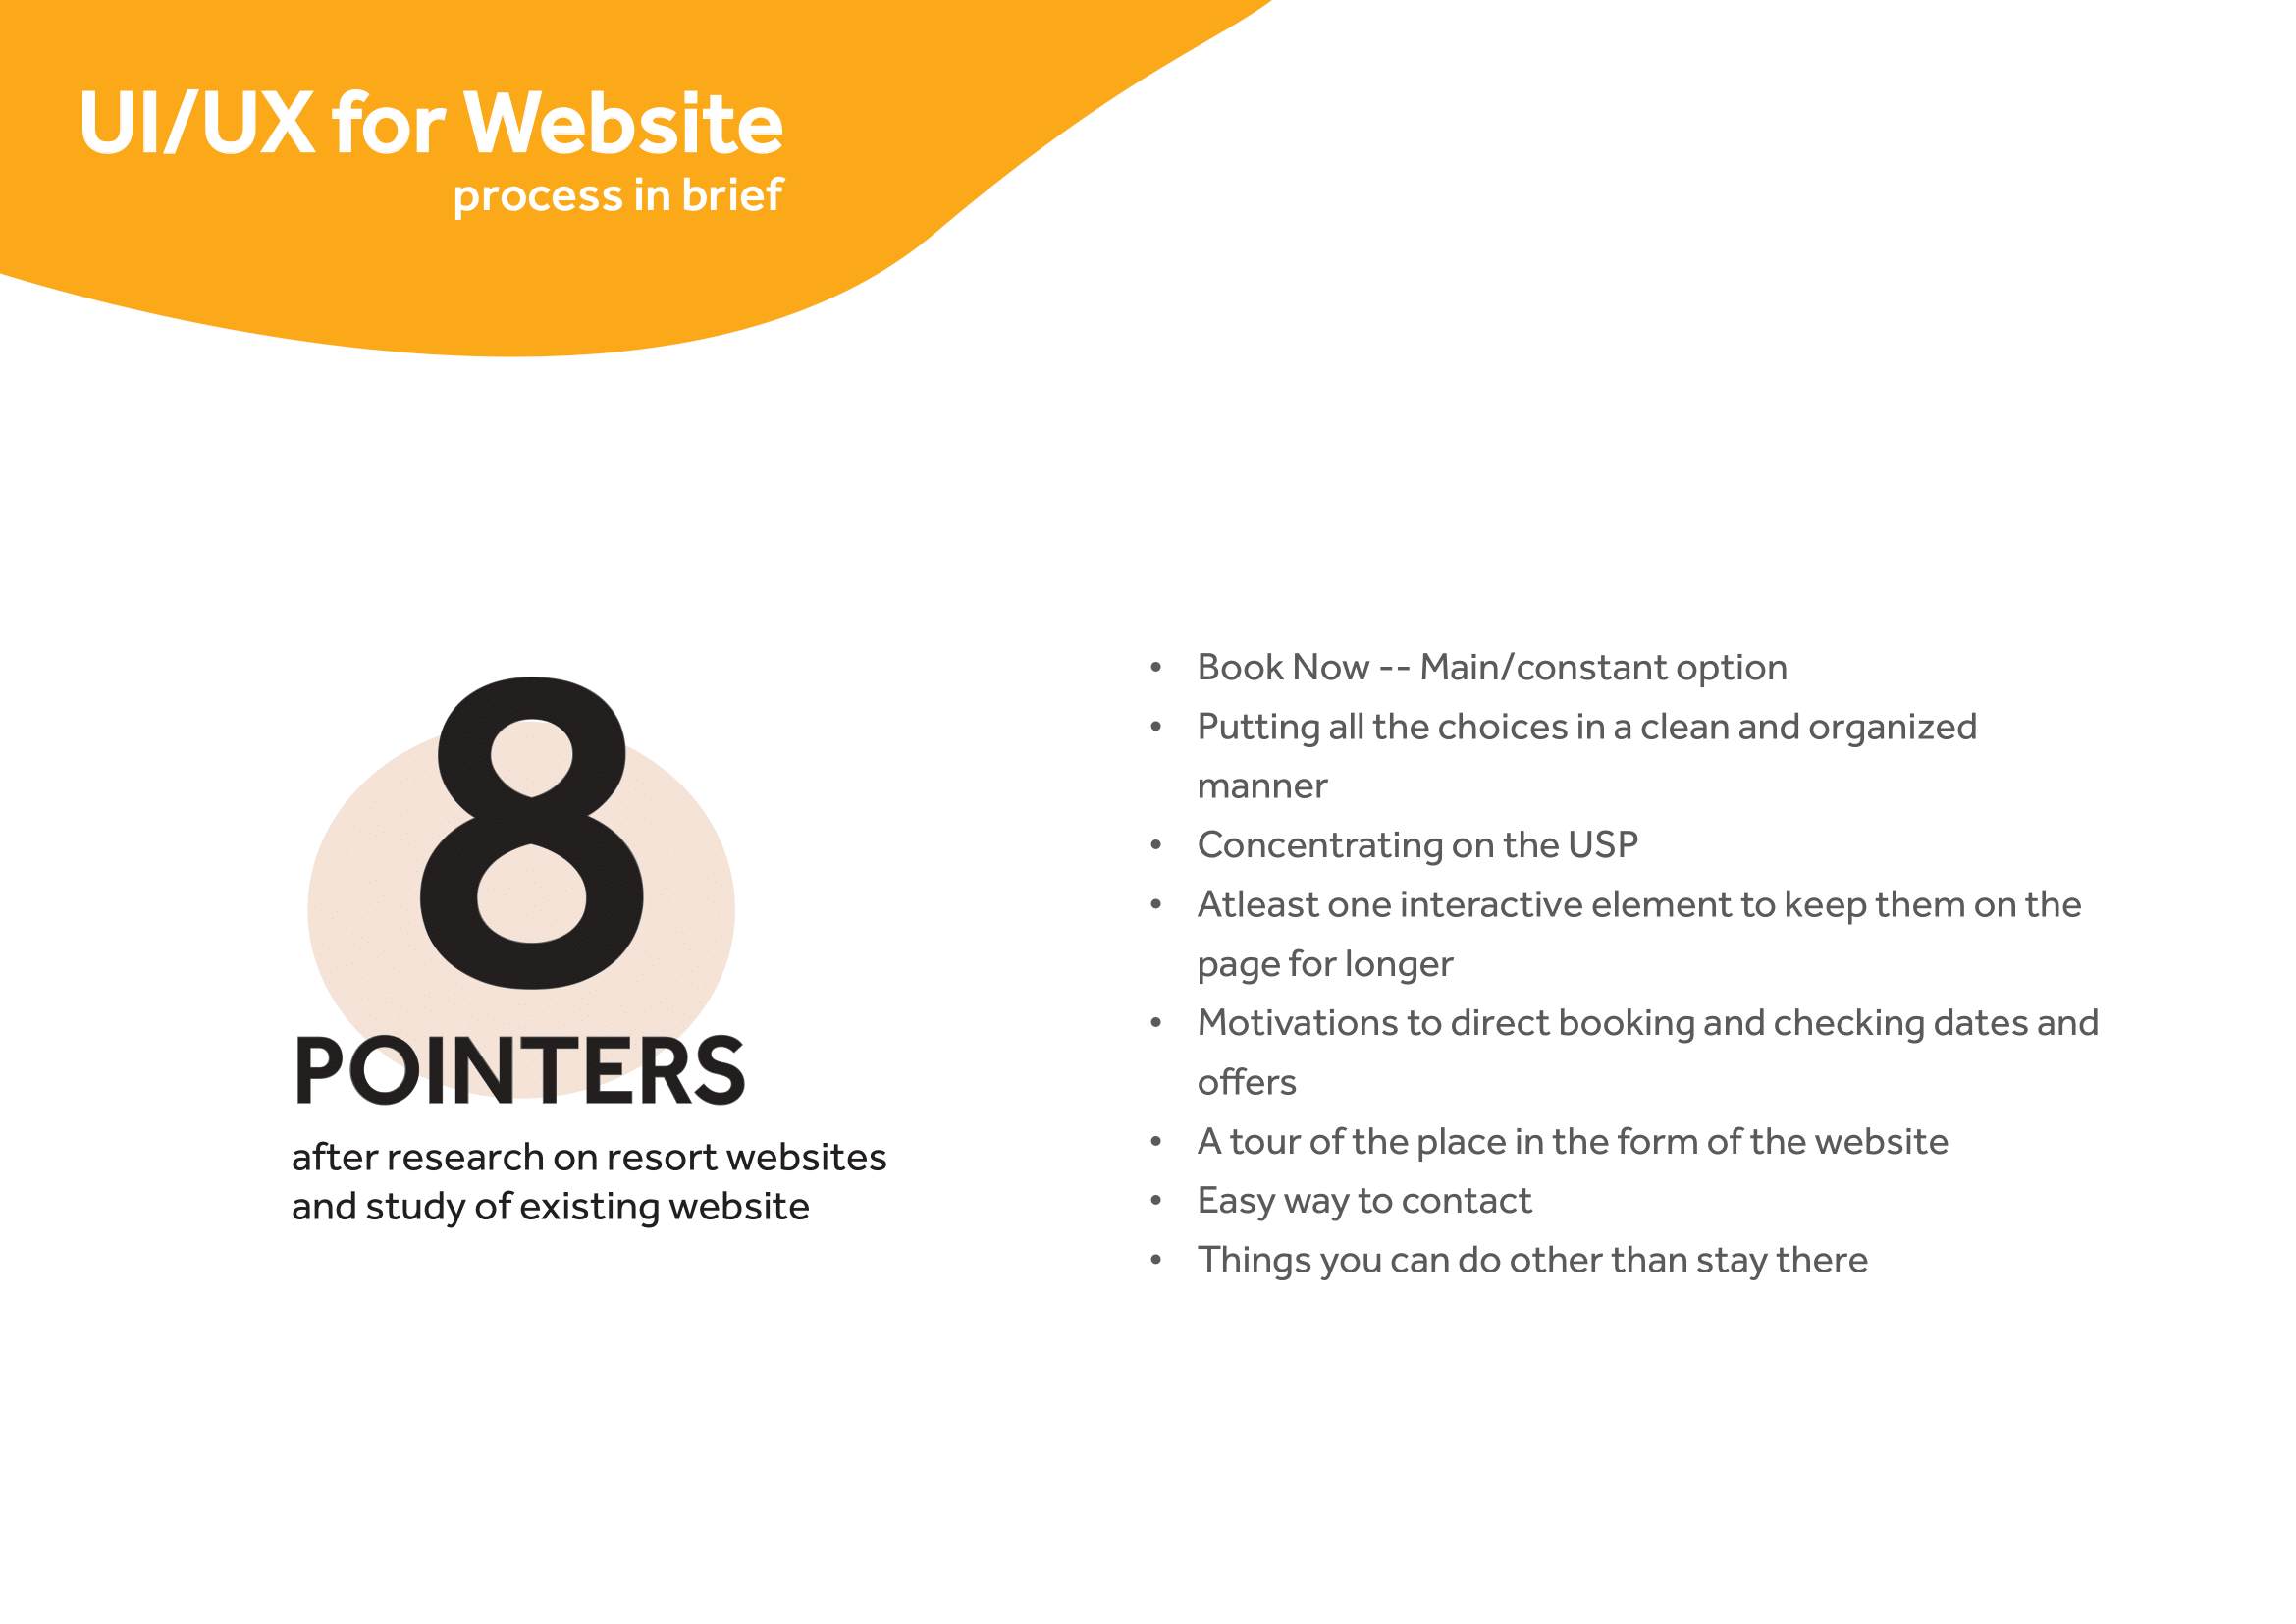 UI/UX for Website
process in brief
8
POINTERS
after research on resort websites
and study of existing website
• Book Now -- Main/constant option
• Putting all the choices in a clean and organized
manner
• Concentrating on the USP
• Atleast one interactive element to keep them on the
page for longer
• Motivations to direct booking and checking dates and
offers
• A tour of the place in the form of the website
• Easy way to contact
• Things you can do other than stay there